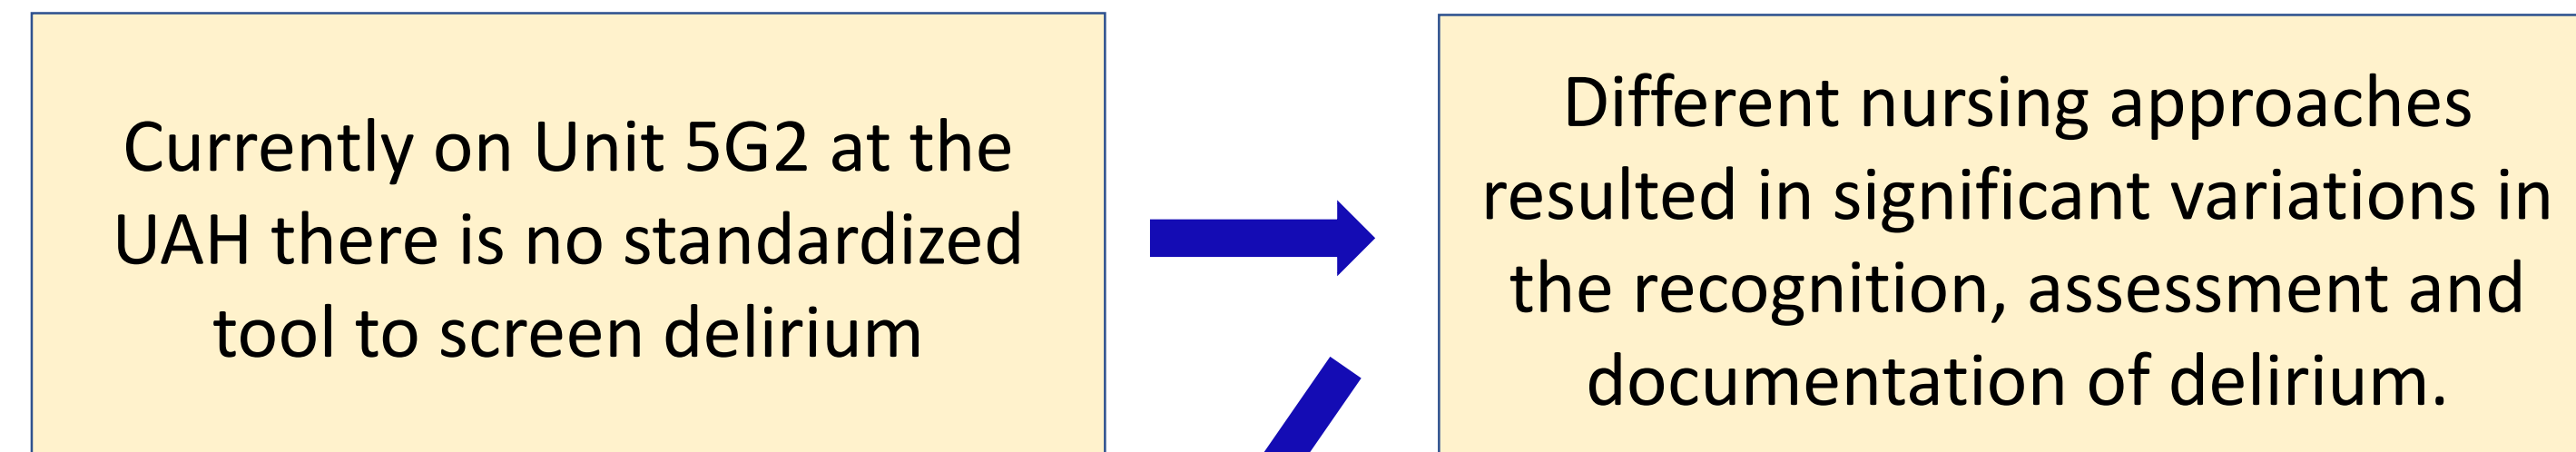 Currently on Unit 5G2 at the
UAH there is no standardized
tool to screen delirium
Different nursing approaches
resulted in significant variations in
the recognition, assessment and
documentation of delirium.